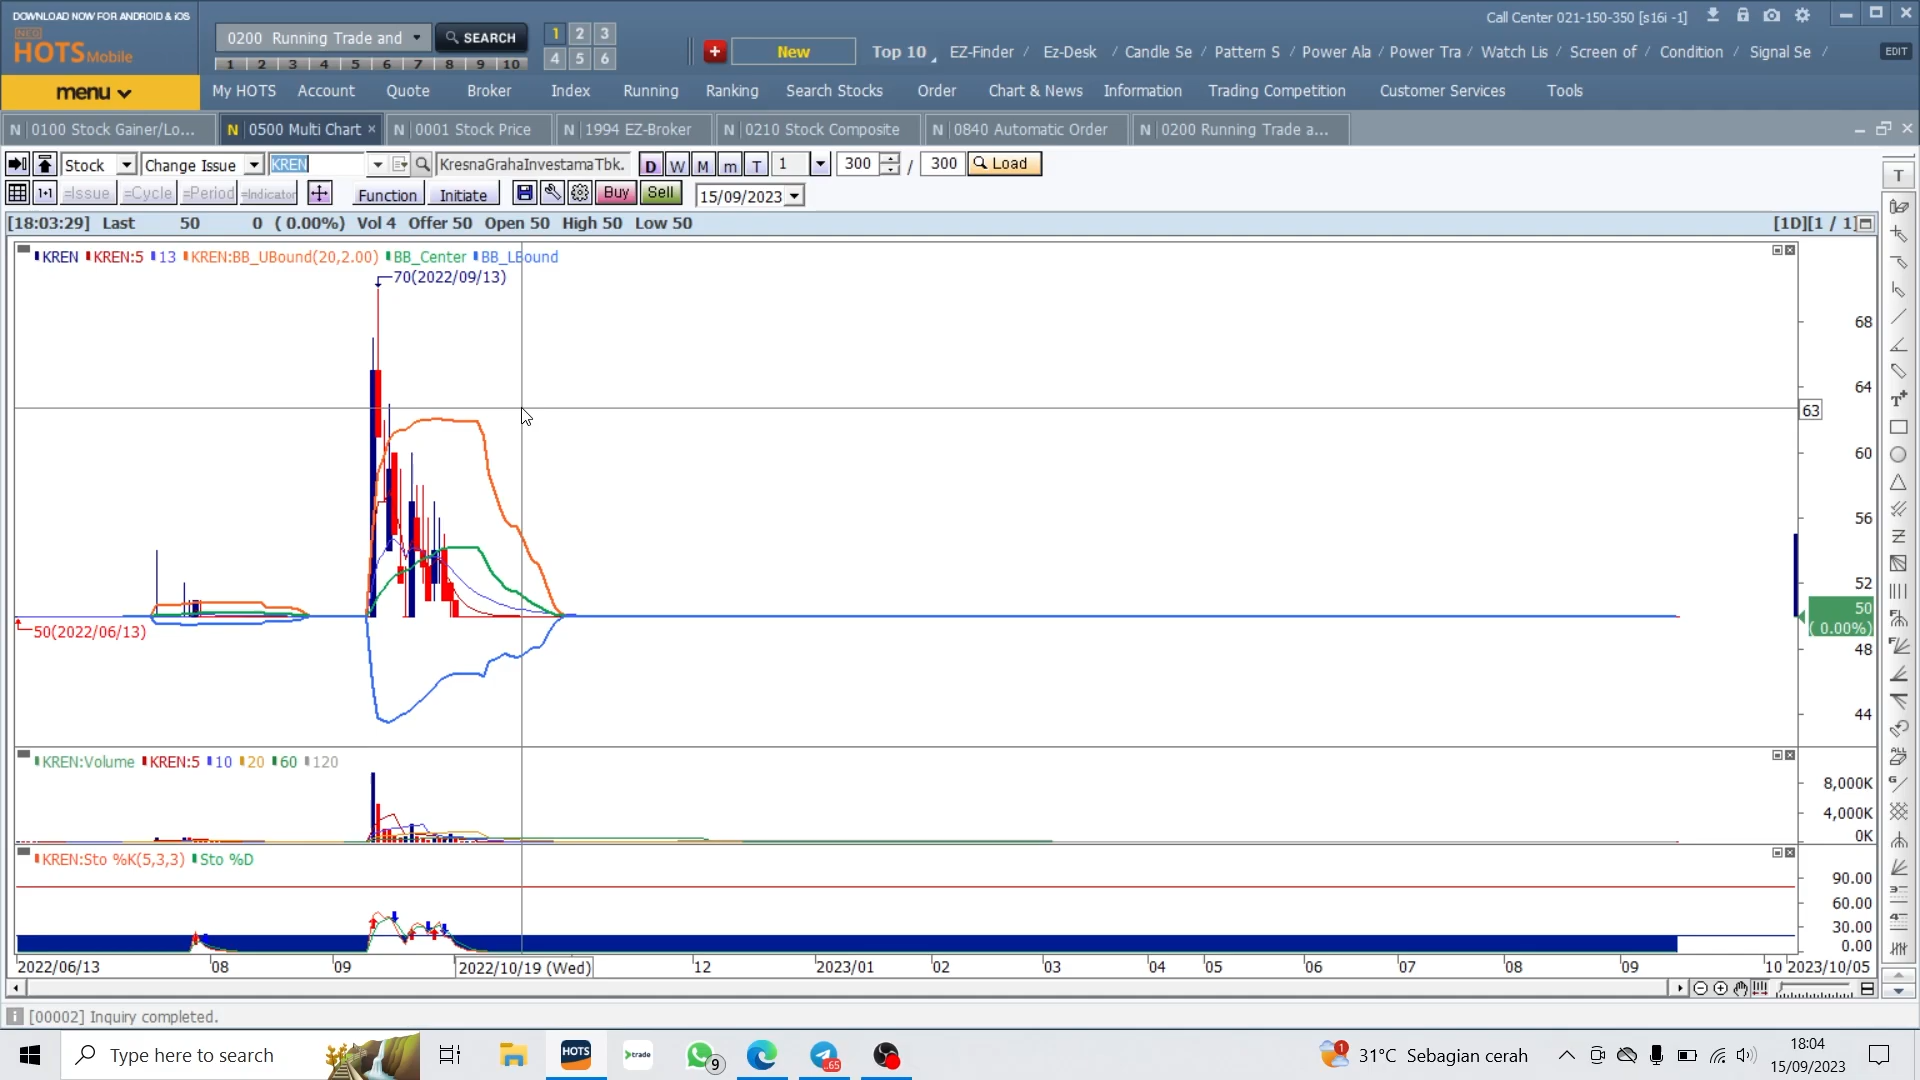 DOWNLOAD NOW FOR ANDROID & iOS
NEO
HOTS Mobile
0200 Running Trade and
SEARCH
1 2 3 4 5 6 7 8 9 10
1 2 3
4 5 6
New
Call Center 021-150-350 [s16i -1]
Top 10 EZ-Finder / Ez-Desk / Candle Se / Pattern S / Power Ala / Power Tra / Watch Lis / Screen of / Condition / Signal Se /
EDIT
menu
My HOTS Account Quote Broker Index Running Ranking Search Stocks Order Chart & News Information Trading Competition Customer Services Tools
N 0100 Stock Gainer/Lo...
N 0500 Multi Chart ×
N 0001 Stock Price
N 1994 EZ-Broker
N 0210 Stock Composite
N 0840 Automatic Order
N 0200 Running Trade a...
Stock Change Issue KREN KresnaGrahaInvestamaTbk. D W M m T 1 300 / 300 Load
1+1 =Issue =Cycle =Period =Indicator Function Initiate Buy Sell 15/09/2023
[18:03:29] Last 50 0 ( 0.00%) Vol 4 Offer 50 Open 50 High 50 Low 50
[1D][1 / 1]
KREN KREN:5 13 KREN:BB_UBound(20,2.00) BB_Center BB_LBound
70(2022/09/13)
50(2022/06/13)
68
64
63
60
56
52
50
( 0.00%)
48
44
KREN:Volume KREN:5 10 20 60 120
8,000K
4,000K
0K
KREN:Sto %K(5,3,3) Sto %D
90.00
60.00
30.00
0.00
2022/06/13 08 09 2022/10/19 (Wed) 12 2023/01 02 03 04 05 06 07 08 09 10 2023/10/05
[00002] Inquiry completed.
Type here to search
HOTS
trade
9
65
1
31°C Sebagian cerah
18:04
15/09/2023